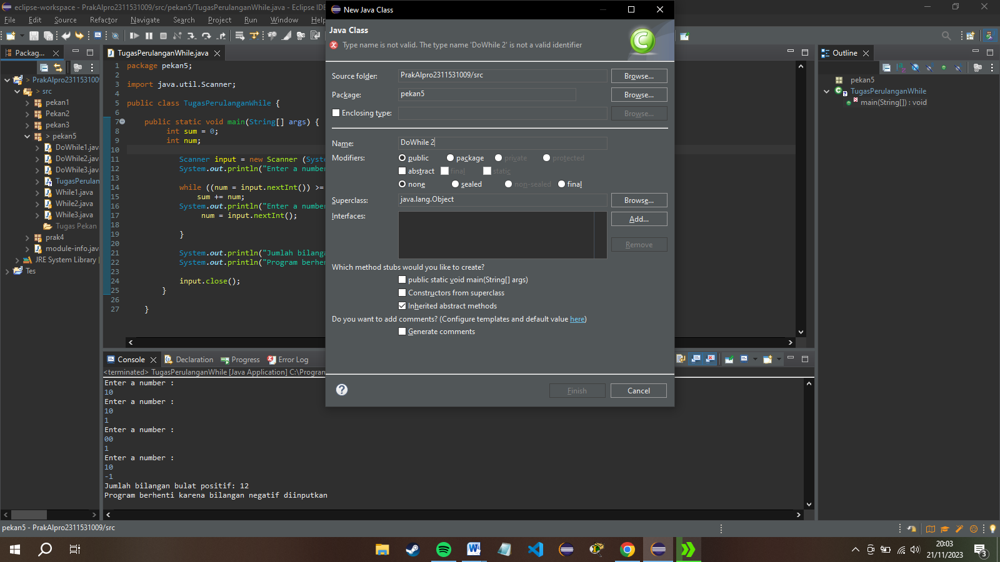 eclipse-workspace - PrakAlpro2311531009/src/pekan5/TugasPerulanganWhile.java - Eclipse IDE
File Edit Source Refactor Navigate Search Project Run Window Help
Packag...
> PrakAlpro2311531009
> src
pekan1
Pekan2
pekan3
> pekan5
DoWhile1.java
DoWhile2.java
DoWhile3.java
TugasPerulan
While1.java
While2.java
While3.java
Tugas Pekan
prak4
module-info.jav
JRE System Library
Tes
TugasPerulanganWhile.java
1 package pekan5;
2
3 import java.util.Scanner;
4
5 public class TugasPerulanganWhile {
6
7 public static void main(String[] args) {
8 int sum = 0;
9 int num;
10
11 Scanner input = new Scanner (Syst
12 System.out.println("Enter a number
13
14 while ((num = input.nextInt()) >=
15 sum += num;
16 System.out.println("Enter a number
17 num = input.nextInt();
18
19 }
20
21 System.out.println("Jumlah bilanga
22 System.out.println("Program berhen
23
24 input.close();
25 }
26
27 }
New Java Class
Java Class
Type name is not valid. The type name 'DoWhile 2' is not a valid identifier
Source folder: PrakAlpro2311531009/src Browse...
Package: pekan5 Browse...
Enclosing type: Browse...
Name: DoWhile 2
Modifiers: public package private protected
abstract final static
none sealed non-sealed final
Superclass: java.lang.Object Browse...
Interfaces: Add...
Remove
Which method stubs would you like to create?
public static void main(String[] args)
Constructors from superclass
Inherited abstract methods
Do you want to add comments? (Configure templates and default value here)
Generate comments
Finish Cancel
Outline
pekan5
TugasPerulanganWhile
main(String[]) : void
Console Declaration Progress Error Log
<terminated> TugasPerulanganWhile [Java Application] C:\Program
Enter a number :
10
Enter a number :
10
1
Enter a number :
00
1
Enter a number :
10
-1
Jumlah bilangan bulat positif: 12
Program berhenti karena bilangan negatif diinputkan
pekan5 - PrakAlpro2311531009/src
20:03
21/11/2023
3